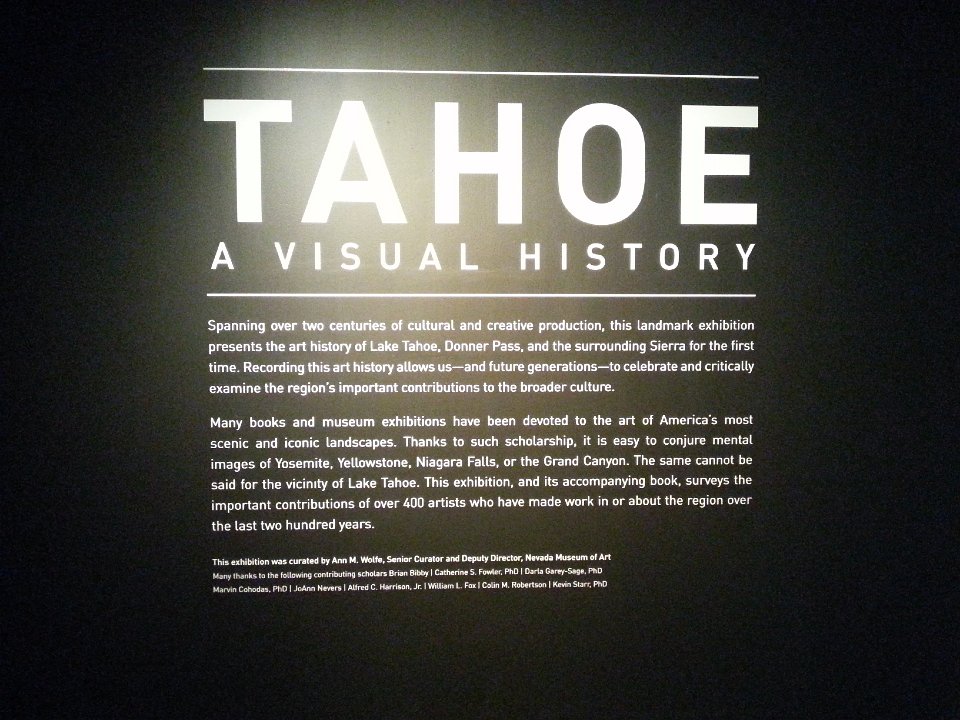 TAHOE
A VISUAL HISTORY
Spanning over two centuries of cultural and creative production, this landmark exhibition
presents the art history of Lake Tahoe, Donner Pass, and the surrounding Sierra for the first
time. Recording this art history allows us—and future generations—to celebrate and critically
examine the region's important contributions to the broader culture.
Many books and museum exhibitions have been devoted to the art of America's most
scenic and iconic landscapes. Thanks to such scholarship, it is easy to conjure mental
images of Yosemite, Yellowstone, Niagara Falls, or the Grand Canyon. The same cannot be
said for the vicinity of Lake Tahoe. This exhibition, and its accompanying book, surveys the
important contributions of over 400 artists who have made work in or about the region over
the last two hundred years.
This exhibition was curated by Ann M. Wolfe, Senior Curator and Deputy Director, Nevada Museum of Art
Many thanks to the following contributing scholars Brian Bibby | Catherine S. Fowler, PhD | Darla Garey-Sage, PhD
Marvin Cohodas, PhD | JoAnn Nevers | Alfred C. Harrison, Jr. | William L. Fox | Colin M. Robertson | Kevin Starr, PhD